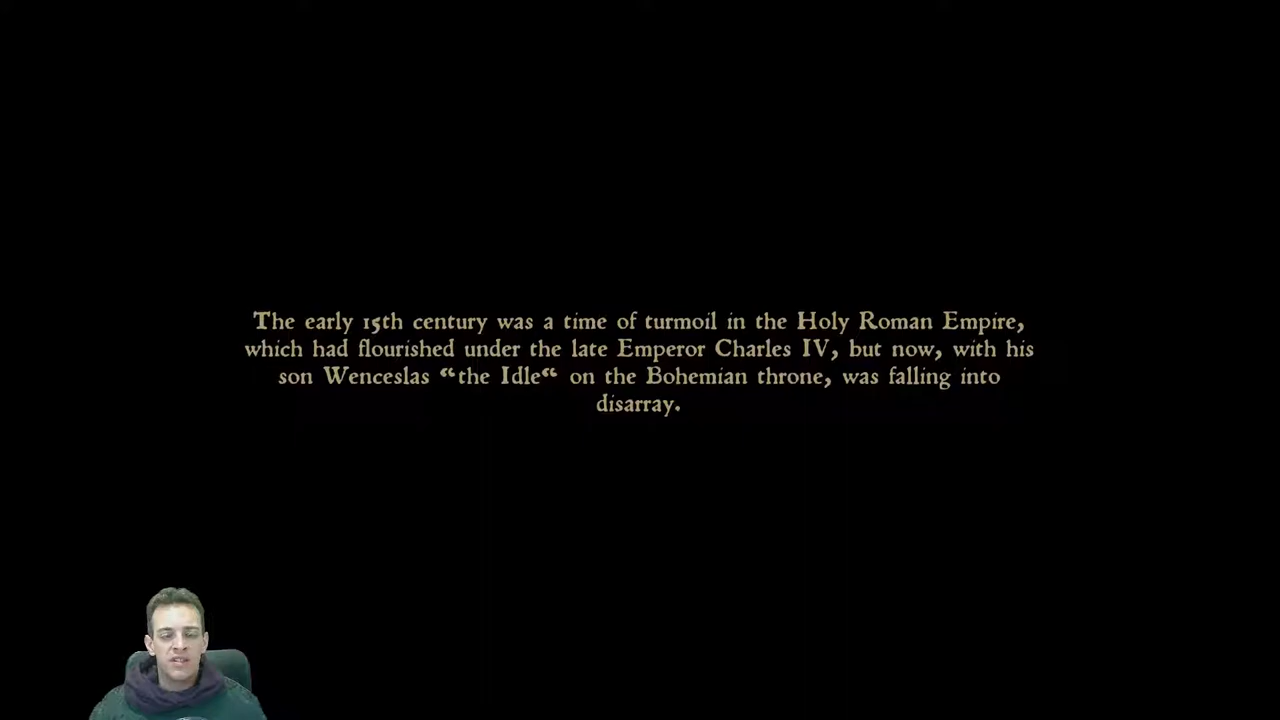 The early 15th century was a time of turmoil in the Holy Roman Empire,
which had flourished under the late Emperor Charles IV, but now, with his
son Wenceslas “the Idle“ on the Bohemian throne, was falling into
disarray.